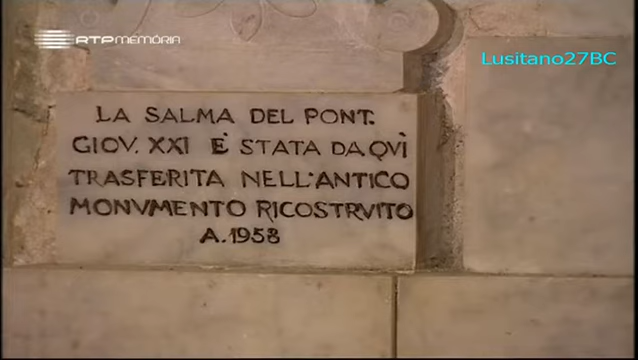 RTP MEMÓRIA
Lusitano27BC
LA SALMA DEL PONT.
GIOV. XXI È STATA DA QVÌ
TRASFERITA NELL'ANTICO
MONVMENTO RICOSTRVITO
A. 1958